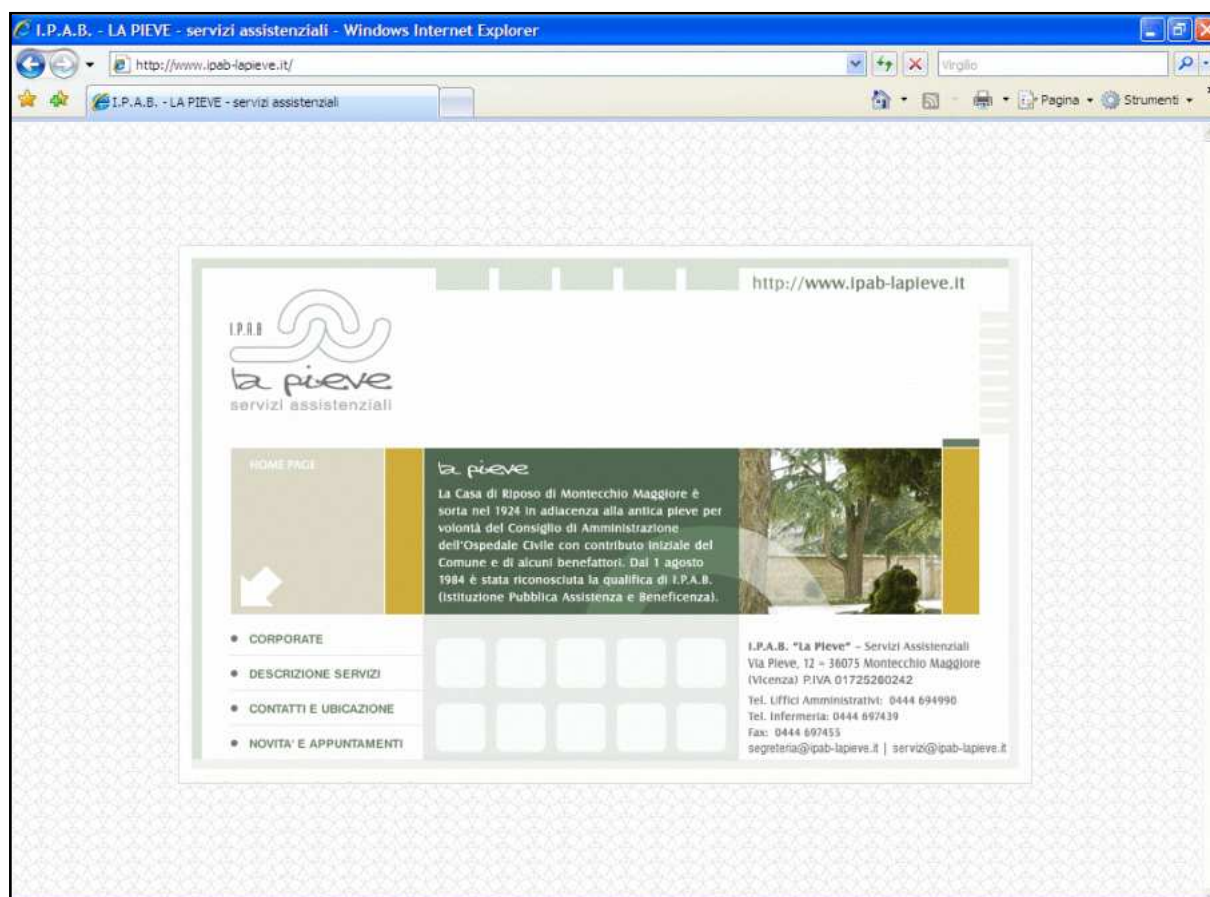 I.P.A.B. - LA PIEVE - servizi assistenziali - Windows Internet Explorer
http://www.ipab-lapieve.it/
Virgilio
I.P.A.B. - LA PIEVE - servizi assistenziali
Pagina
Strumenti
http://www.ipab-lapieve.it
I.P.A.B
la pieve
servizi assistenziali
HOME PAGE
la pieve
La Casa di Riposo di Montecchio Maggiore è
sorta nel 1924 in adiacenza alla antica pieve per
volontà del Consiglio di Amministrazione
dell'Ospedale Civile con contributo iniziale del
Comune e di alcuni benefattori. Dal 1 agosto
1984 è stata riconosciuta la qualifica di I.P.A.B.
(Istituzione Pubblica Assistenza e Beneficenza).
CORPORATE
DESCRIZIONE SERVIZI
CONTATTI E UBICAZIONE
NOVITA' E APPUNTAMENTI
I.P.A.B. "La Pieve" – Servizi Assistenziali
Via Pieve, 12 – 36075 Montecchio Maggiore
(Vicenza) P.IVA 01725260242
Tel. Uffici Amministrativi: 0444 694990
Tel. Infermeria: 0444 697439
Fax: 0444 697455
segreteria@ipab-lapieve.it | servizi@ipab-lapieve.it